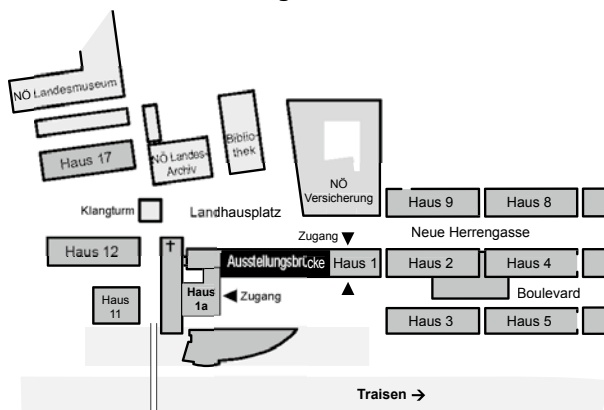 NÖ Landesmuseum
Haus 17
NÖ Landes-
Archiv
Biblio-
thek
NÖ
Versicherung
Haus 9
Haus 8
Klangturm
Landhausplatz
Zugang
Neue Herrengasse
Haus 12
Ausstellungsbrücke
Haus 1
Haus 2
Haus 4
Haus
11
Haus
1a
Zugang
Boulevard
Haus 3
Haus 5
Traisen →